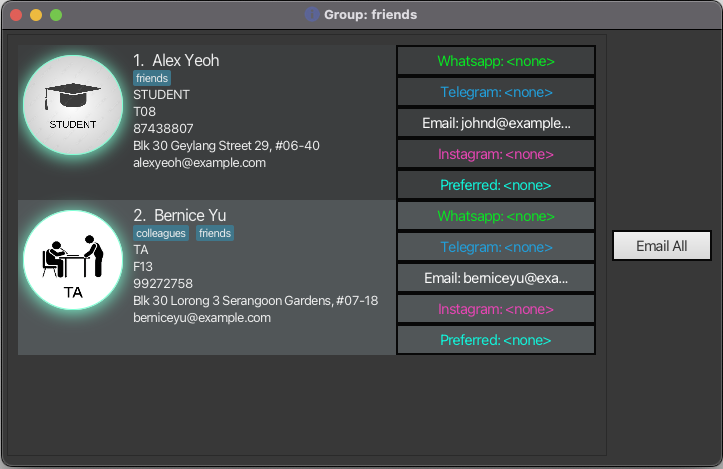 Group: friends
1. Alex Yeoh
friends
STUDENT
T08
87438807
Blk 30 Geylang Street 29, #06-40
alexyeoh@example.com
STUDENT
Whatsapp: <none>
Telegram: <none>
Email: johnd@example...
Instagram: <none>
Preferred: <none>
2. Bernice Yu
colleagues friends
TA
F13
99272758
Blk 30 Lorong 3 Serangoon Gardens, #07-18
berniceyu@example.com
TA
Whatsapp: <none>
Telegram: <none>
Email: berniceyu@exa...
Instagram: <none>
Preferred: <none>
Email All